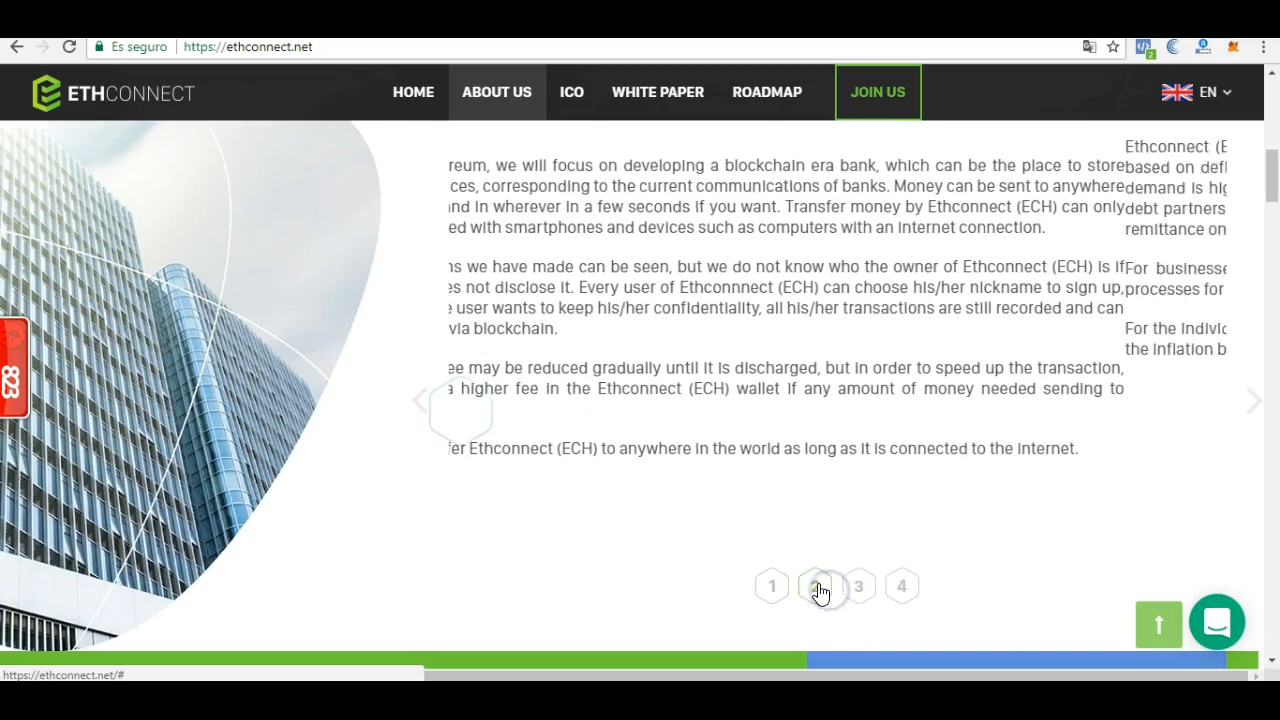 Es seguro
https://ethconnect.net
2
ETHCONNECT
HOME
ABOUT US
ICO
WHITE PAPER
ROADMAP
JOIN US
EN
reum, we will focus on developing a blockchain era bank, which can be the place to store
ces, corresponding to the current communications of banks. Money can be sent to anywhere
and in wherever in a few seconds if you want. Transfer money by Ethconnect (ECH) can only
ed with smartphones and devices such as computers with an internet connection.
ns we have made can be seen, but we do not know who the owner of Ethconnect (ECH) is if
es not disclose it. Every user of Ethconnnect (ECH) can choose his/her nickname to sign up,
e user wants to keep his/her confidentiality, all his/her transactions are still recorded and can
via blockchain.
ee may be reduced gradually until it is discharged, but in order to speed up the transaction,
a higher fee in the Ethconnect (ECH) wallet if any amount of money needed sending to
fer Ethconnect (ECH) to anywhere in the world as long as it is connected to the internet.
Ethconnect (E
based on defl
demand is hig
debt partners
remittance on
For businesse
processes for
For the indivic
the inflation b
823
1
2
3
4
https://ethconnect.net/#